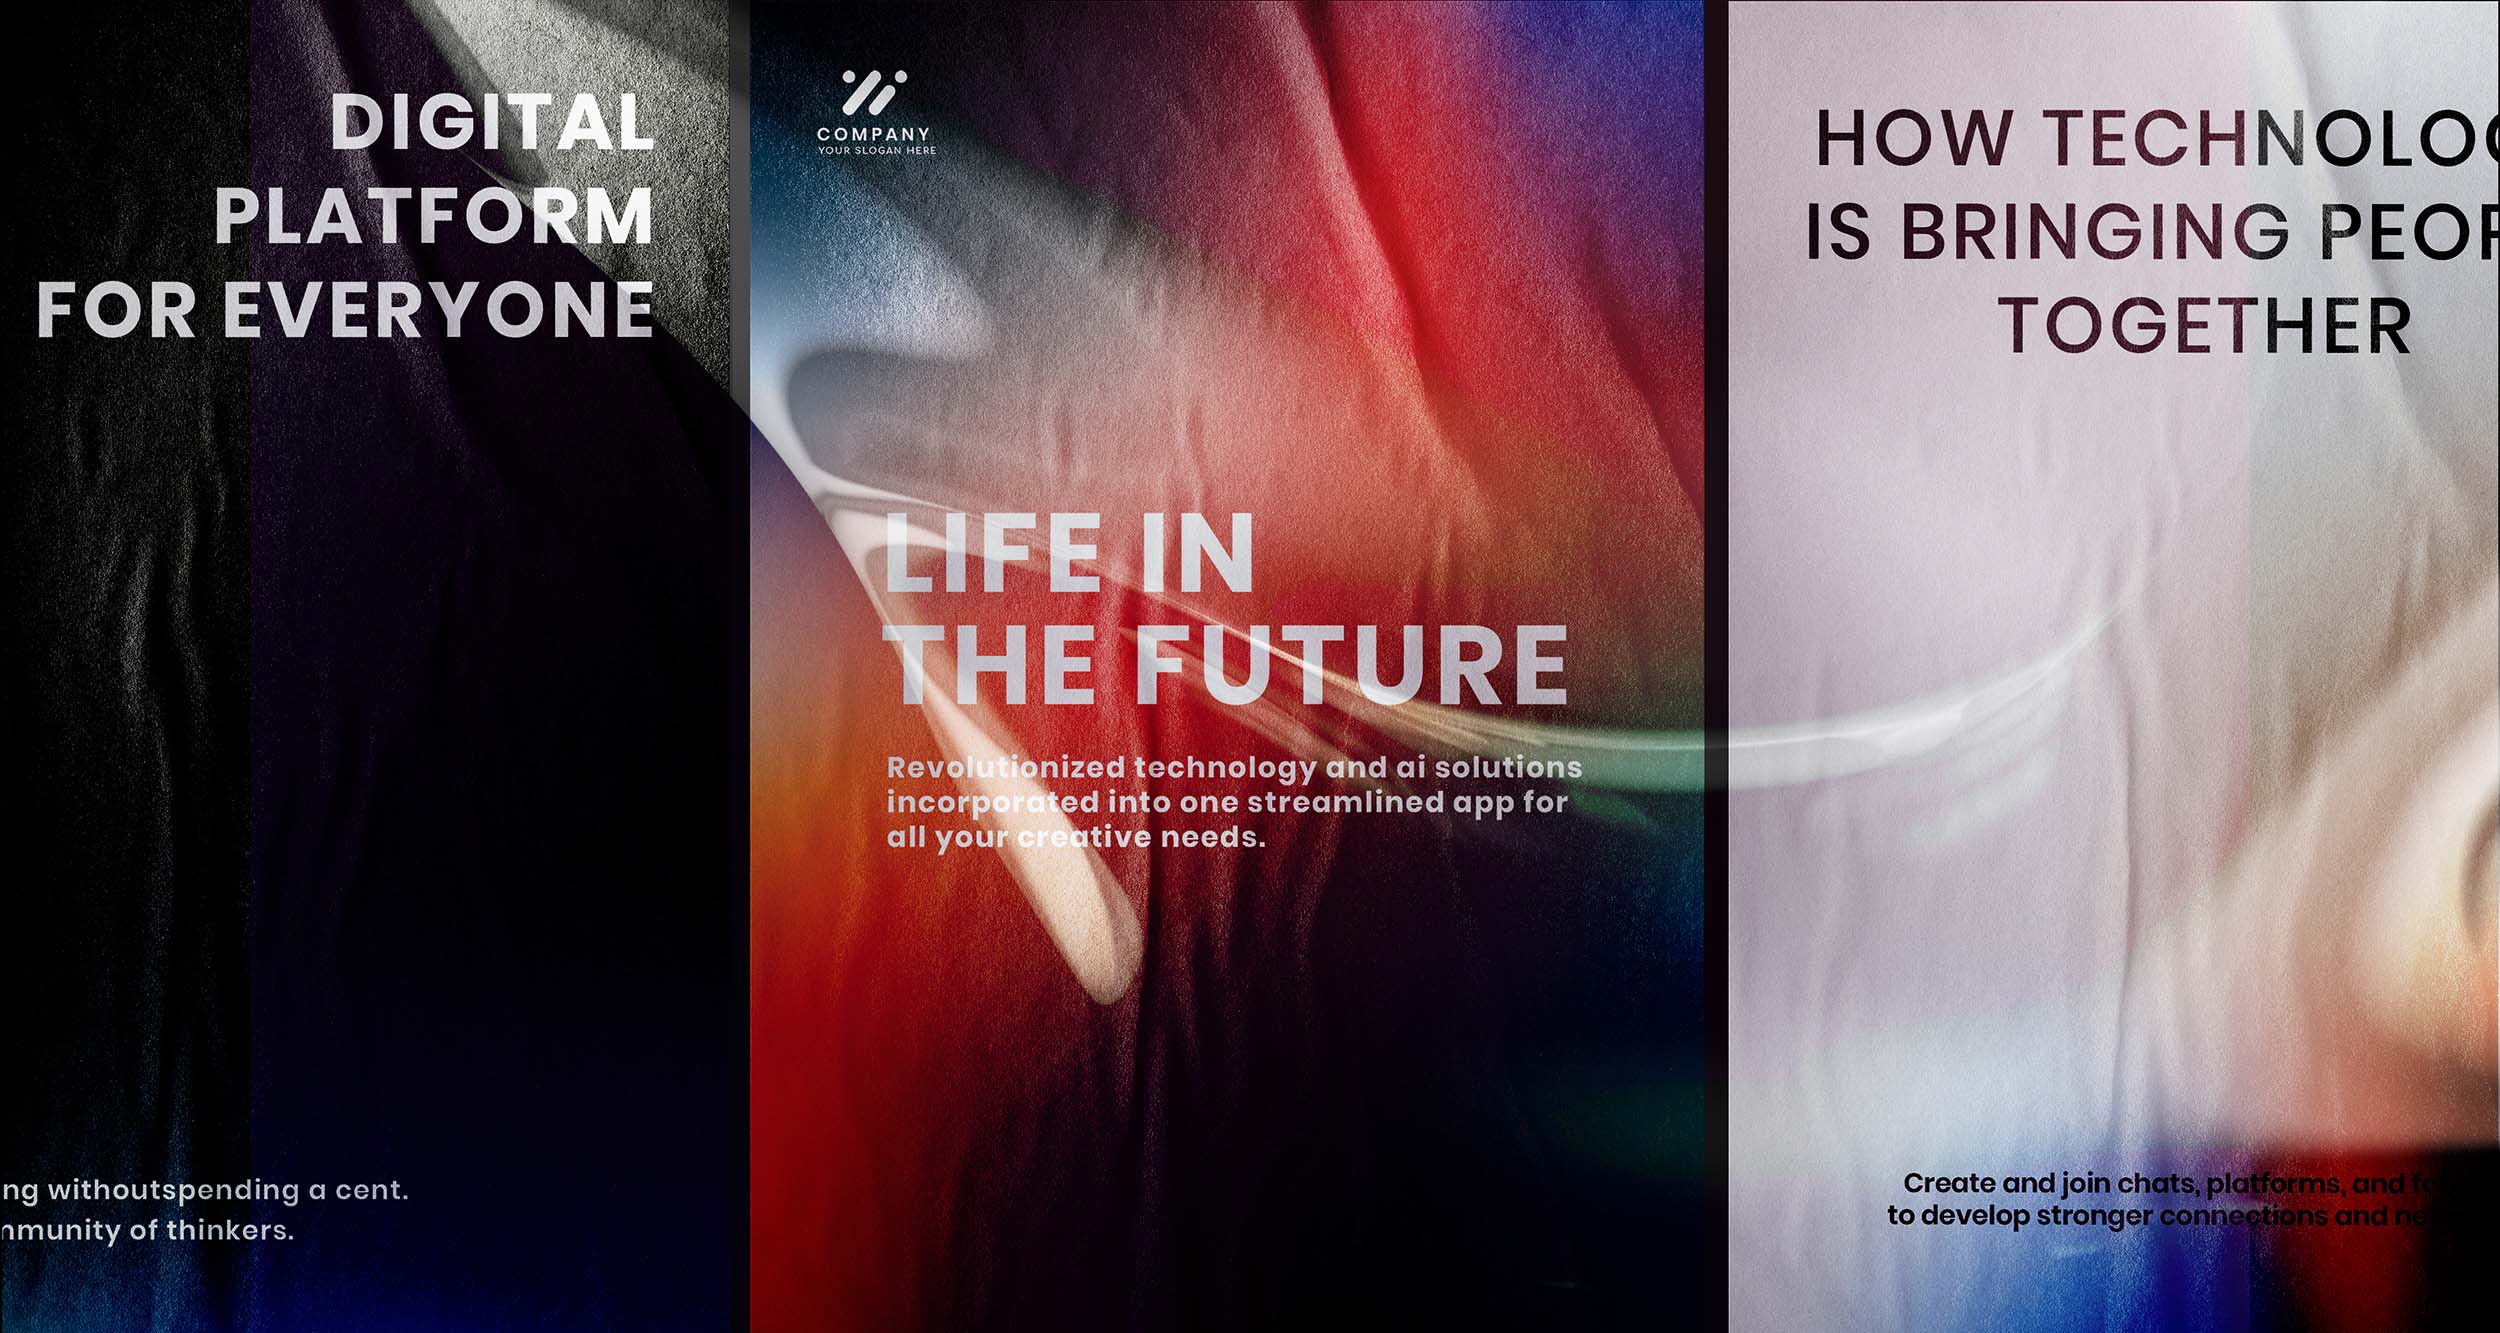 DIGITAL
PLATFORM
FOR EVERYONE
ng withoutspending a cent.
munity of thinkers.
COMPANY
YOUR SLOGAN HERE
LIFE IN
THE FUTURE
Revolutionized technology and ai solutions
incorporated into one streamlined app for
all your creative needs.
HOW TECHNOLO
IS BRINGING PEO
TOGETHER
Create and join chats, platforms, and
to develop stronger connections and